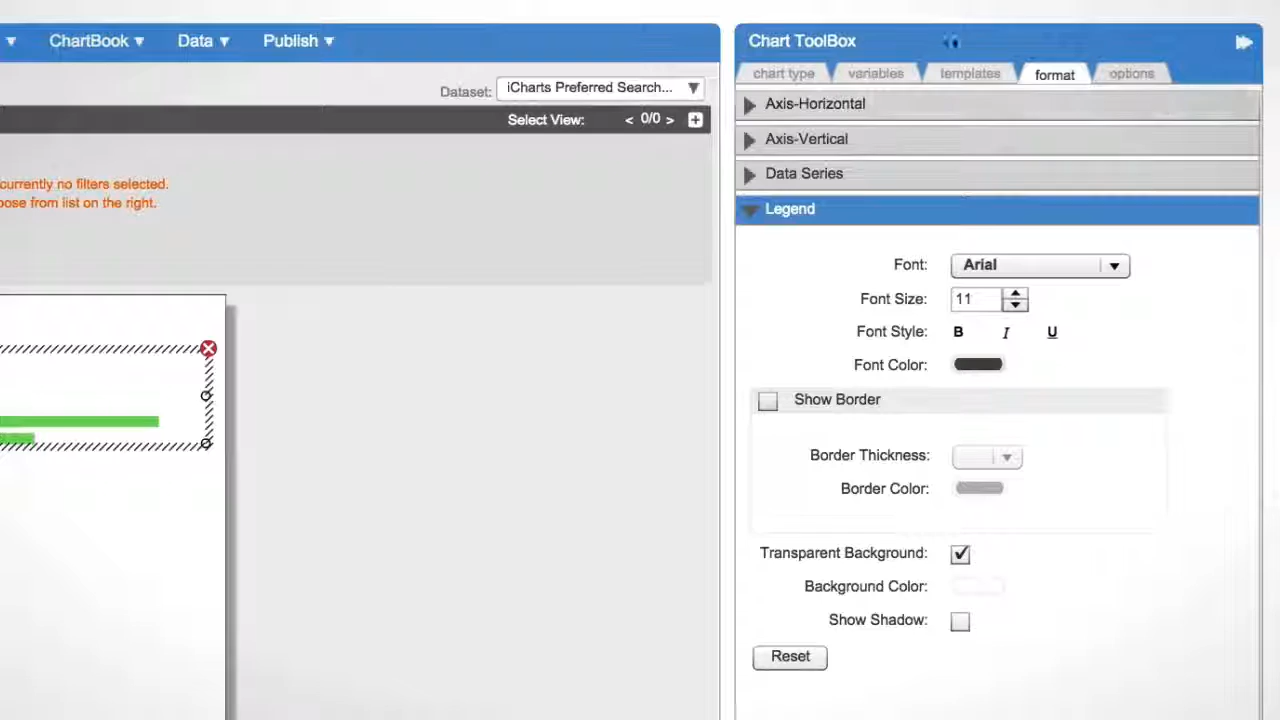 ChartBook Data Publish
Dataset: iCharts Preferred Search...
Select View: < 0/0 > +
currently no filters selected.
oose from list on the right.
Chart ToolBox
chart type variables templates format options
Axis-Horizontal
Axis-Vertical
Data Series
Legend
Font: Arial
Font Size: 11
Font Style: B I U
Font Color:
Show Border
Border Thickness:
Border Color:
Transparent Background:
Background Color:
Show Shadow:
Reset